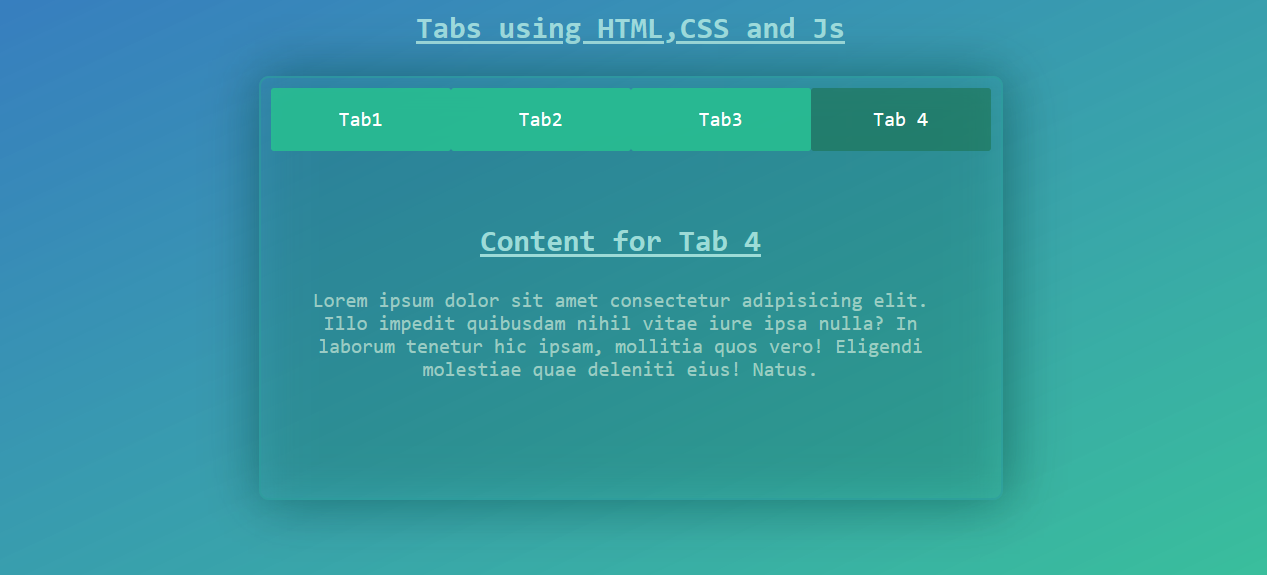 Tabs using HTML,CSS and Js
Tab1 Tab2 Tab3 Tab 4
Content for Tab 4
Lorem ipsum dolor sit amet consectetur adipisicing elit.
Illo impedit quibusdam nihil vitae iure ipsa nulla? In
laborum tenetur hic ipsam, mollitia quos vero! Eligendi
molestiae quae deleniti eius! Natus.